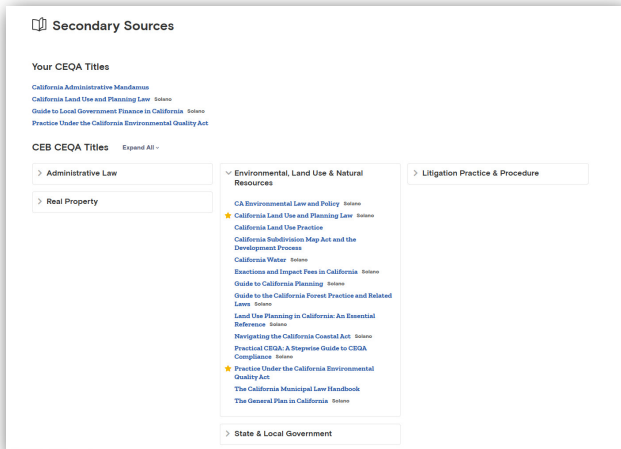 Secondary Sources
Your CEQA Titles
California Administrative Mandamus
California Land Use and Planning Law Solano
Guide to Local Government Finance in California Solano
Practice Under the California Environmental Quality Act
CEB CEQA Titles Expand All
Administrative Law
Real Property
Environmental, Land Use & Natural
Resources
CA Environmental Law and Policy Solano
California Land Use and Planning Law Solano
California Land Use Practice
California Subdivision Map Act and the
Development Process
California Water Solano
Exactions and Impact Fees in California Solano
Guide to California Planning Solano
Guide to the California Forest Practice and Related
Laws Solano
Land Use Planning in California: An Essential
Reference Solano
Navigating the California Coastal Act Solano
Practical CEQA: A Stepwise Guide to CEQA
Compliance Solano
Practice Under the California Environmental
Quality Act
The California Municipal Law Handbook
The General Plan in California Solano
State & Local Government
Litigation Practice & Procedure